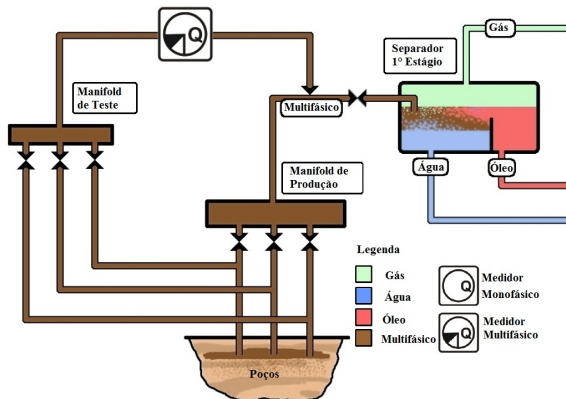 Q
Manifold
de Teste
Multifásico
Separador
1° Estágio
Gás
Água
Óleo
Manifold de
Produção
Poços
Legenda
Gás
Água
Óleo
Multifásico
Q
Medidor
Monofásico
Q
Medidor
Multifásico